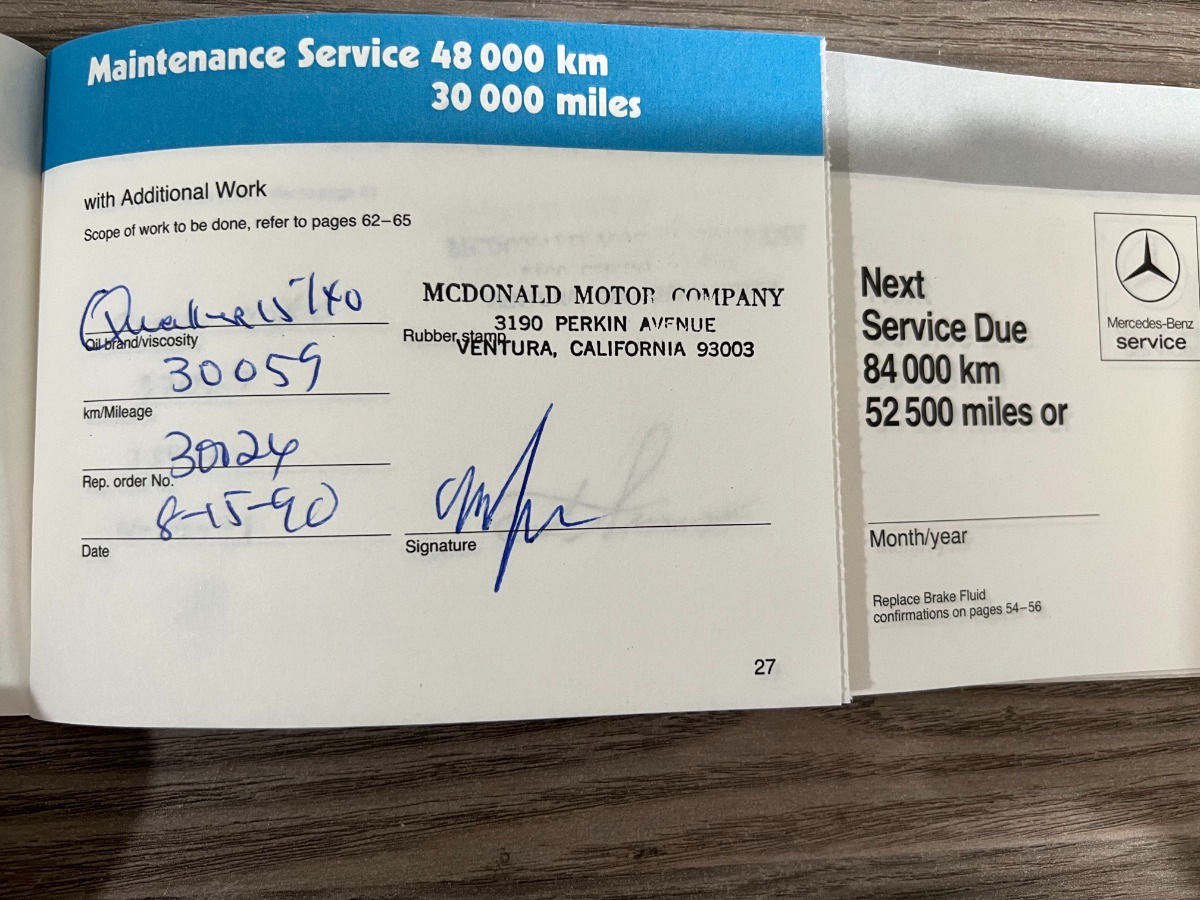 Maintenance Service 48 000 km
30 000 miles
with Additional Work
Scope of work to be done, refer to pages 62–65
Quaker 15/40
Oil brand/viscosity
30059
km/Mileage
30124
Rep. order No.
8-15-90
Date
MCDONALD MOTOR COMPANY
3190 PERKIN AVENUE
Rubber stamp
VENTURA, CALIFORNIA 93003
Signature
27
Next
Service Due
84 000 km
52 500 miles or
Month/year
Replace Brake Fluid
confirmations on pages 54–56
Mercedes-Benz
service